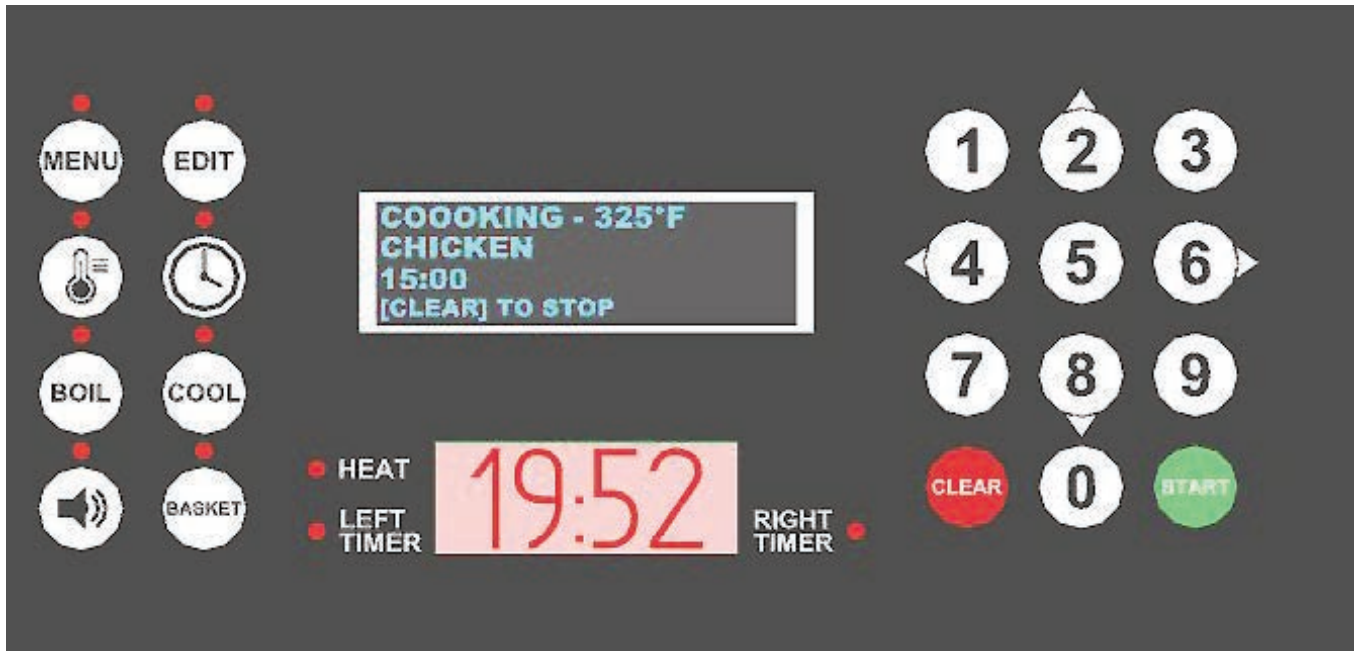 MENU EDIT
BOIL COOL
BASKET
COOOKING - 325°F
CHICKEN
15:00
[CLEAR] TO STOP
HEAT
LEFT
TIMER
19:52
RIGHT
TIMER
1 2 3
4 5 6
7 8 9
CLEAR 0 START